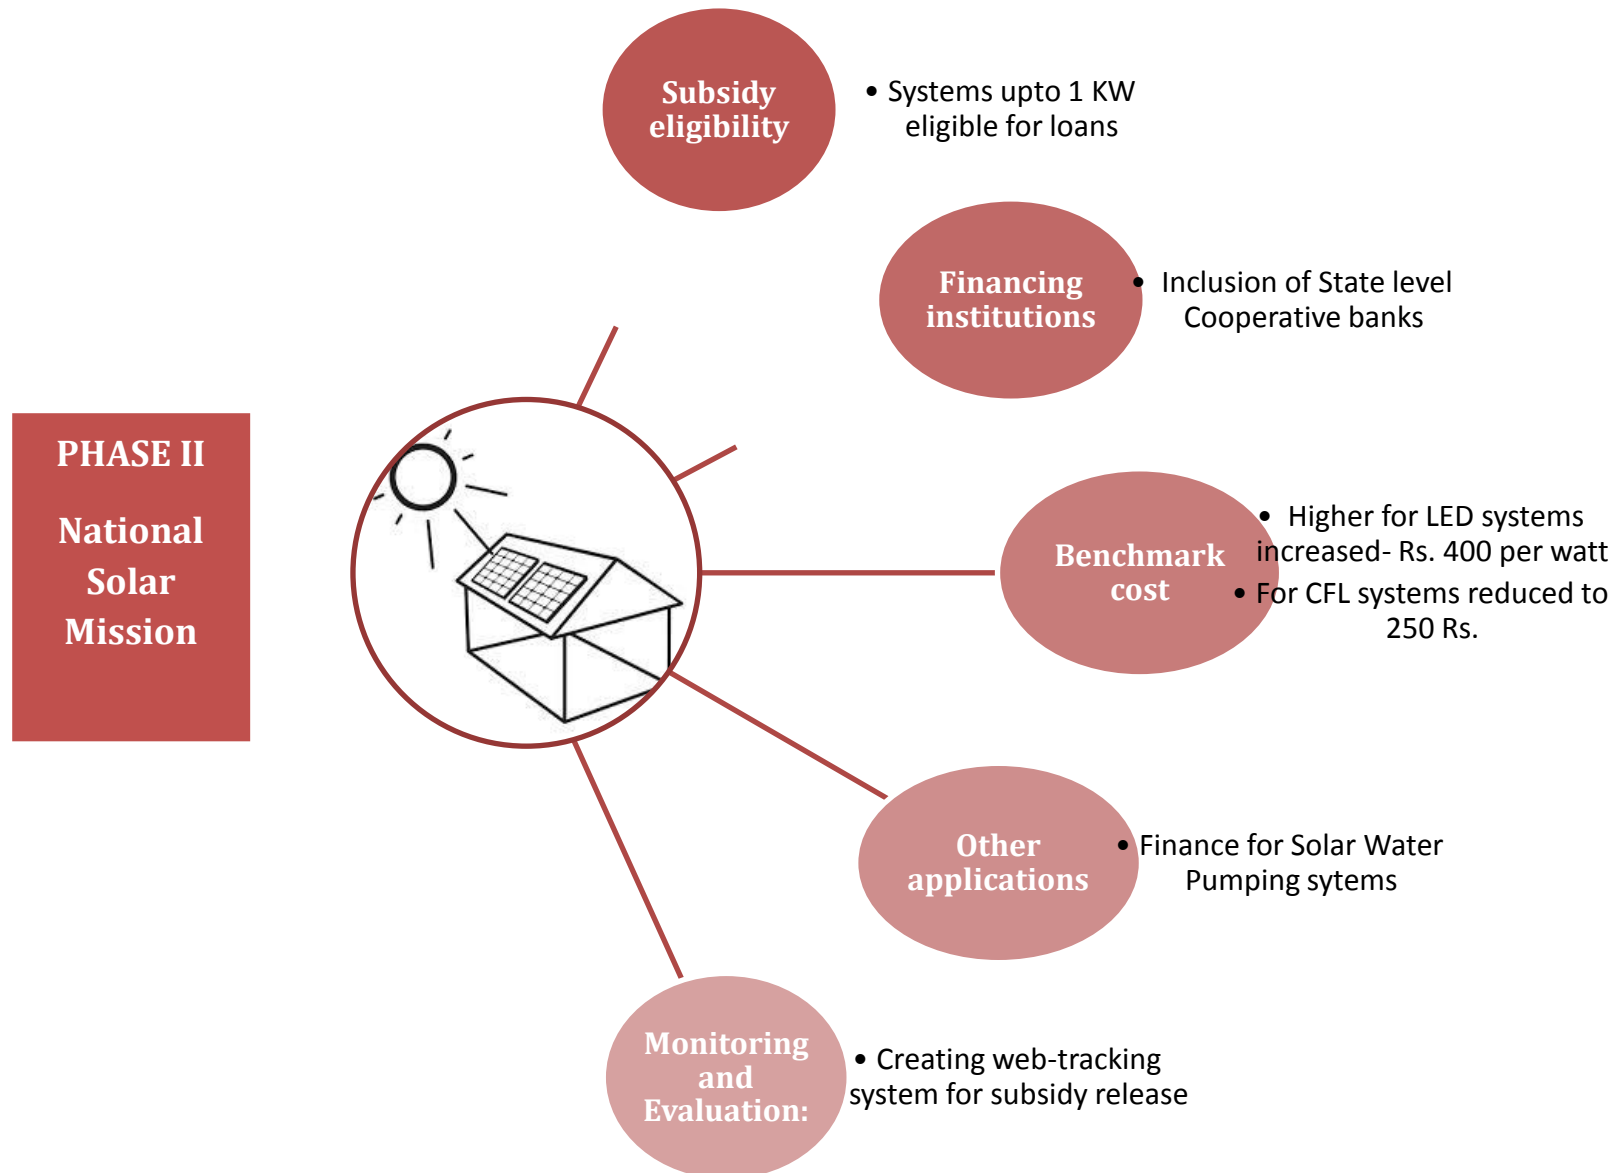 Subsidy
eligibility
• Systems upto 1 KW
eligible for loans
Financing
institutions
• Inclusion of State level
Cooperative banks
PHASE II
National
Solar
Mission
Benchmark
cost
• Higher for LED systems
increased- Rs. 400 per watt
• For CFL systems reduced to
250 Rs.
Other
applications
• Finance for Solar Water
Pumping sytems
Monitoring
and
Evaluation:
• Creating web-tracking
system for subsidy release